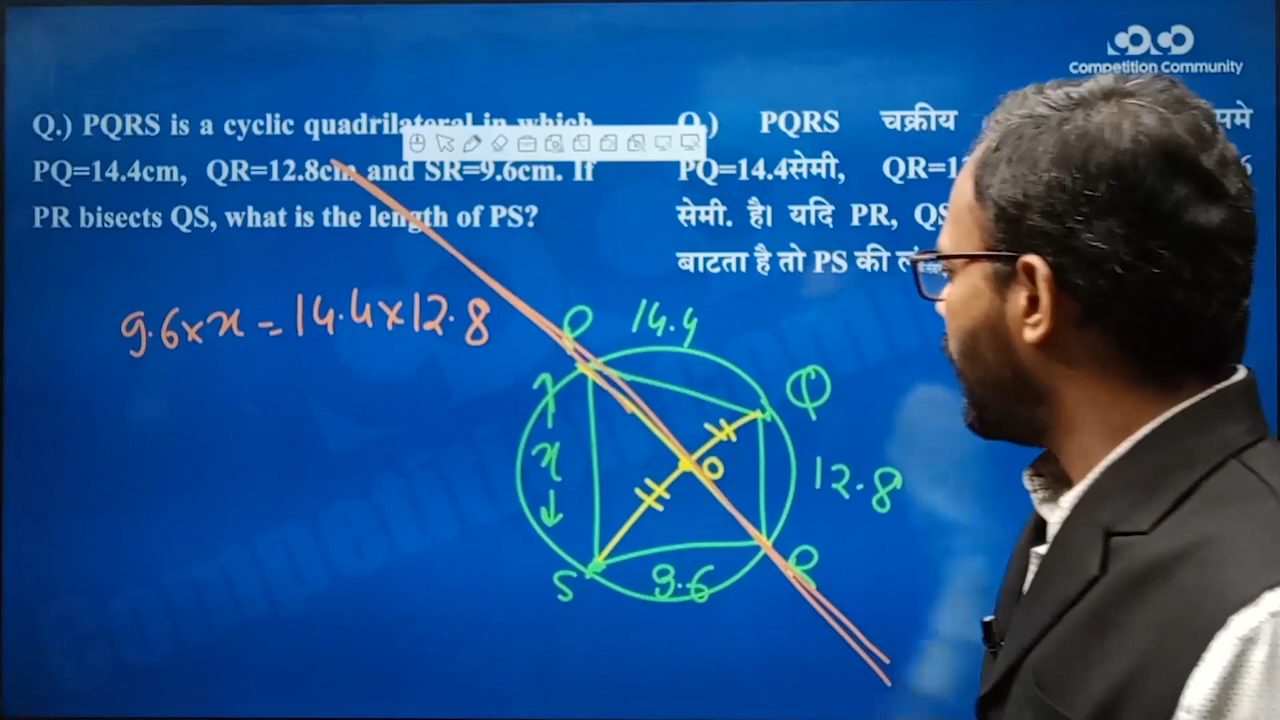 Competition Community
Q.) PQRS is a cyclic quadrilateral in which
PQ=14.4cm, QR=12.8cm and SR=9.6cm. If
PR bisects QS, what is the length of PS?
Q.) PQRS चक्रीय
समे
PQ=14.4सेमी, QR=1
6
सेमी. है। यदि PR, QS
बाटता है तो PS की
9.6×x=14.4×12.8
P
14.4
Q
x
O
12.8
S
9.6
R